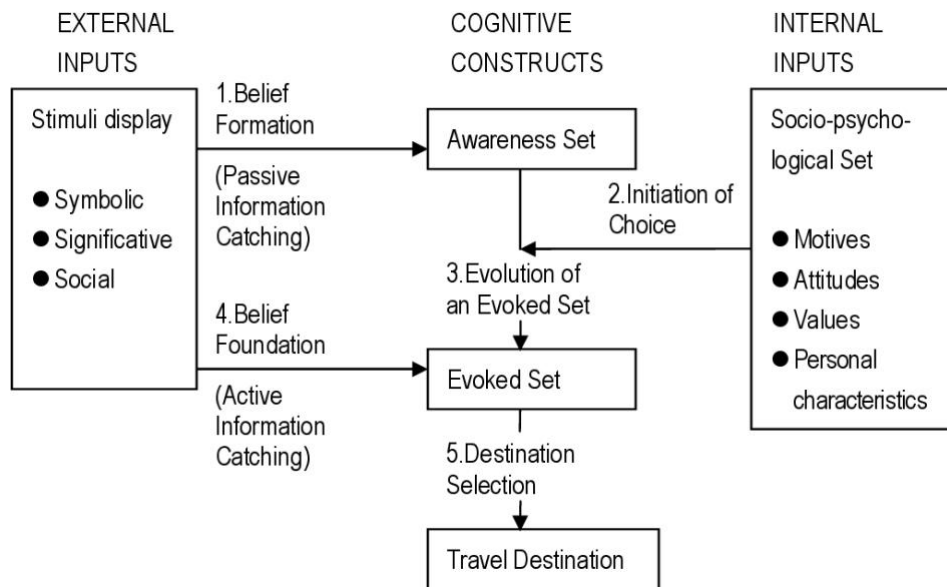 EXTERNAL
INPUTS
COGNITIVE
CONSTRUCTS
INTERNAL
INPUTS
Stimuli display
● Symbolic
● Significative
● Social
1.Belief
Formation
(Passive
Information
Catching)
Awareness Set
2.Initiation of
Choice
Socio-psycho-
logical Set
● Motives
● Attitudes
● Values
● Personal
characteristics
3.Evolution of
an Evoked Set
4.Belief
Foundation
(Active
Information
Catching)
Evoked Set
5.Destination
Selection
Travel Destination